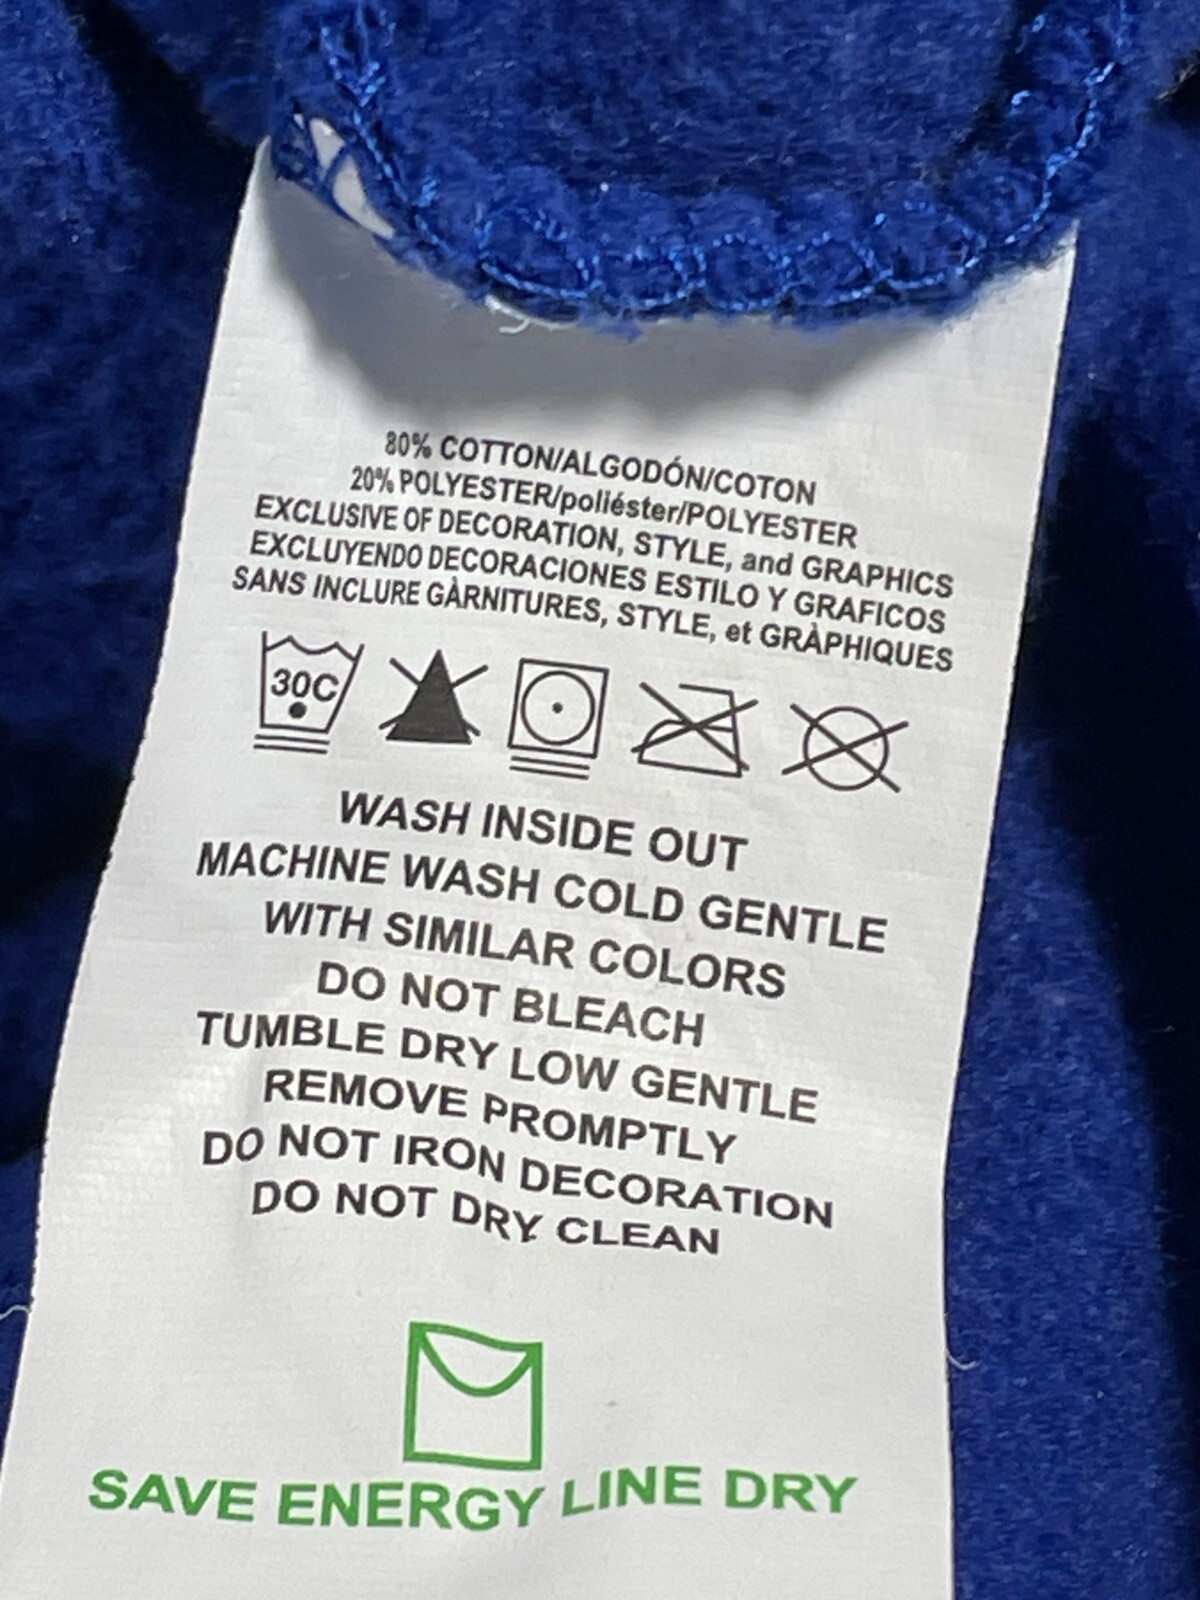 80% COTTON/ALGODÓN/COTON
20% POLYESTER/poliéster/POLYESTER
EXCLUSIVE OF DECORATION, STYLE, and GRAPHICS
EXCLUYENDO DECORACIONES ESTILO Y GRAFICOS
SANS INCLURE GÀRNITURES, STYLE, et GRÀPHIQUES
30C
WASH INSIDE OUT
MACHINE WASH COLD GENTLE
WITH SIMILAR COLORS
DO NOT BLEACH
TUMBLE DRY LOW GENTLE
REMOVE PROMPTLY
DO NOT IRON DECORATION
DO NOT DRY CLEAN
SAVE ENERGY LINE DRY